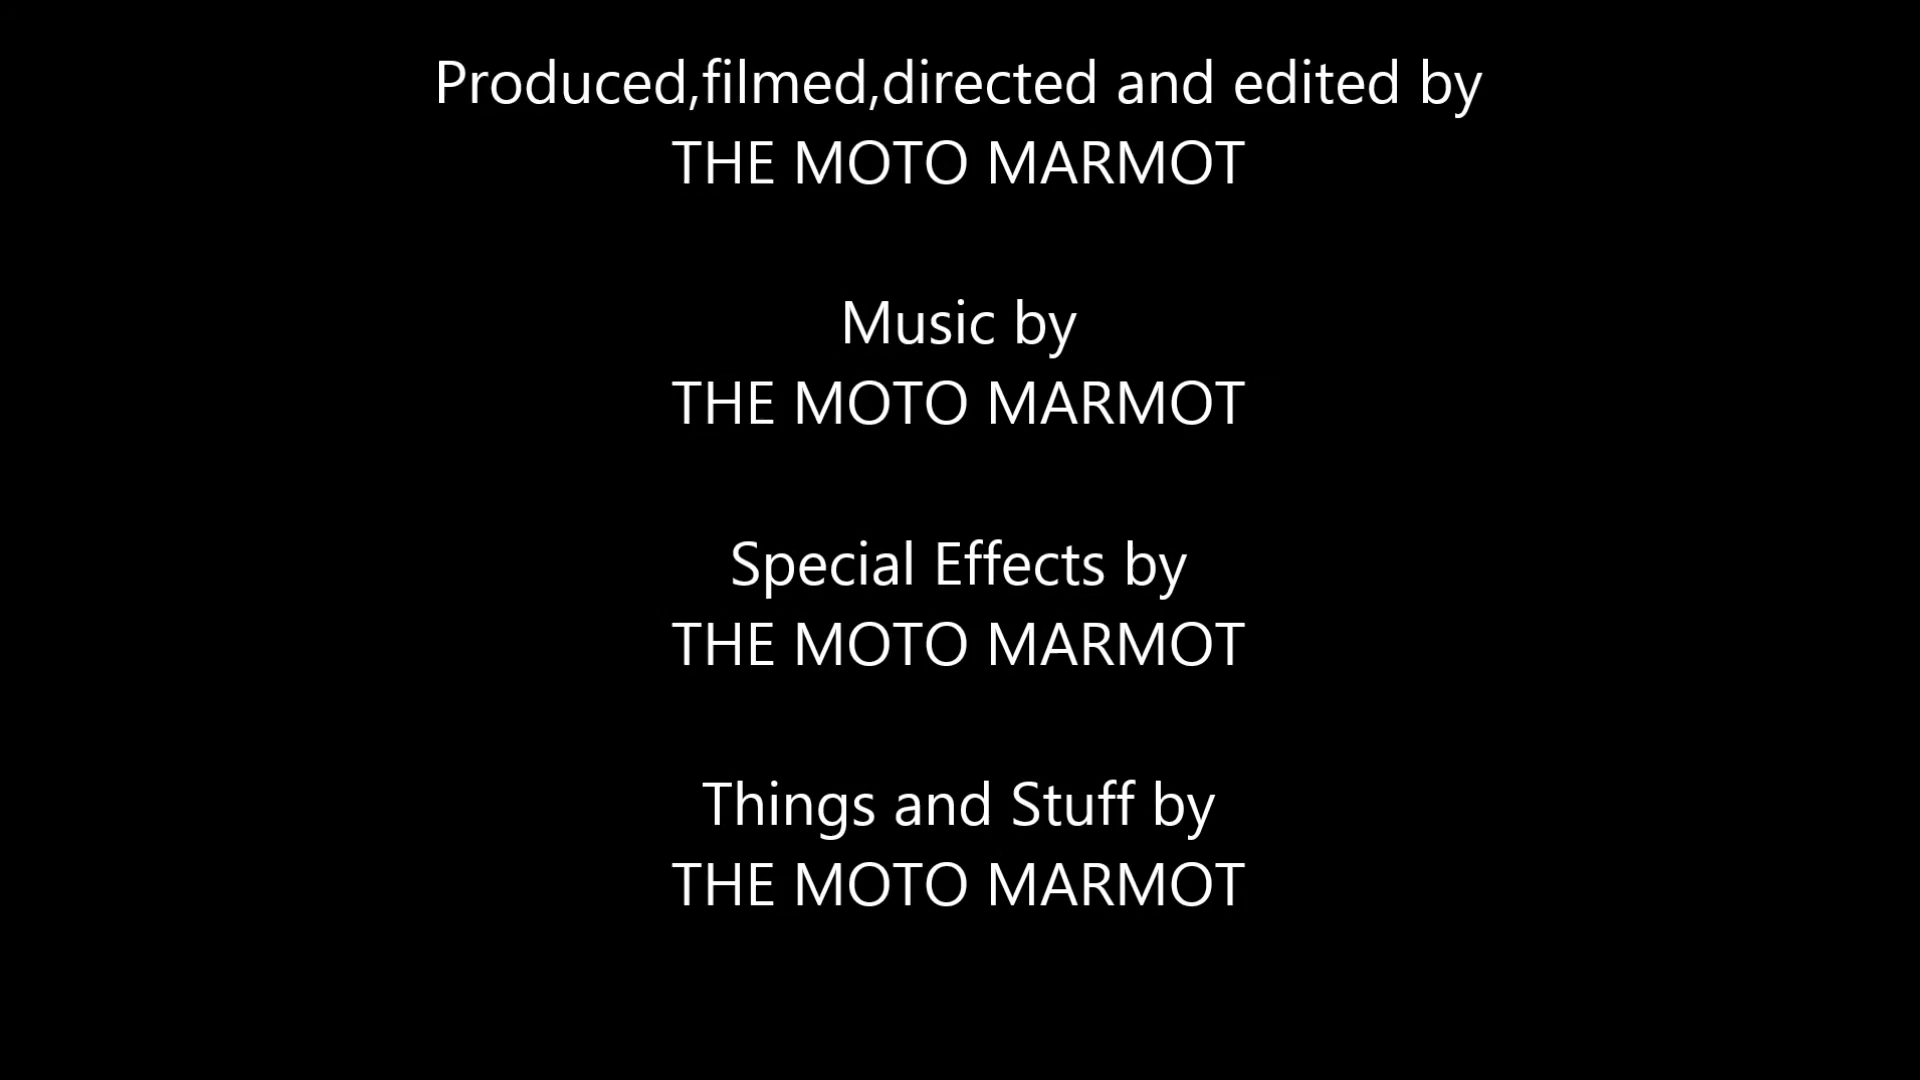 Produced,filmed,directed and edited by
THE MOTO MARMOT
Music by
THE MOTO MARMOT
Special Effects by
THE MOTO MARMOT
Things and Stuff by
THE MOTO MARMOT